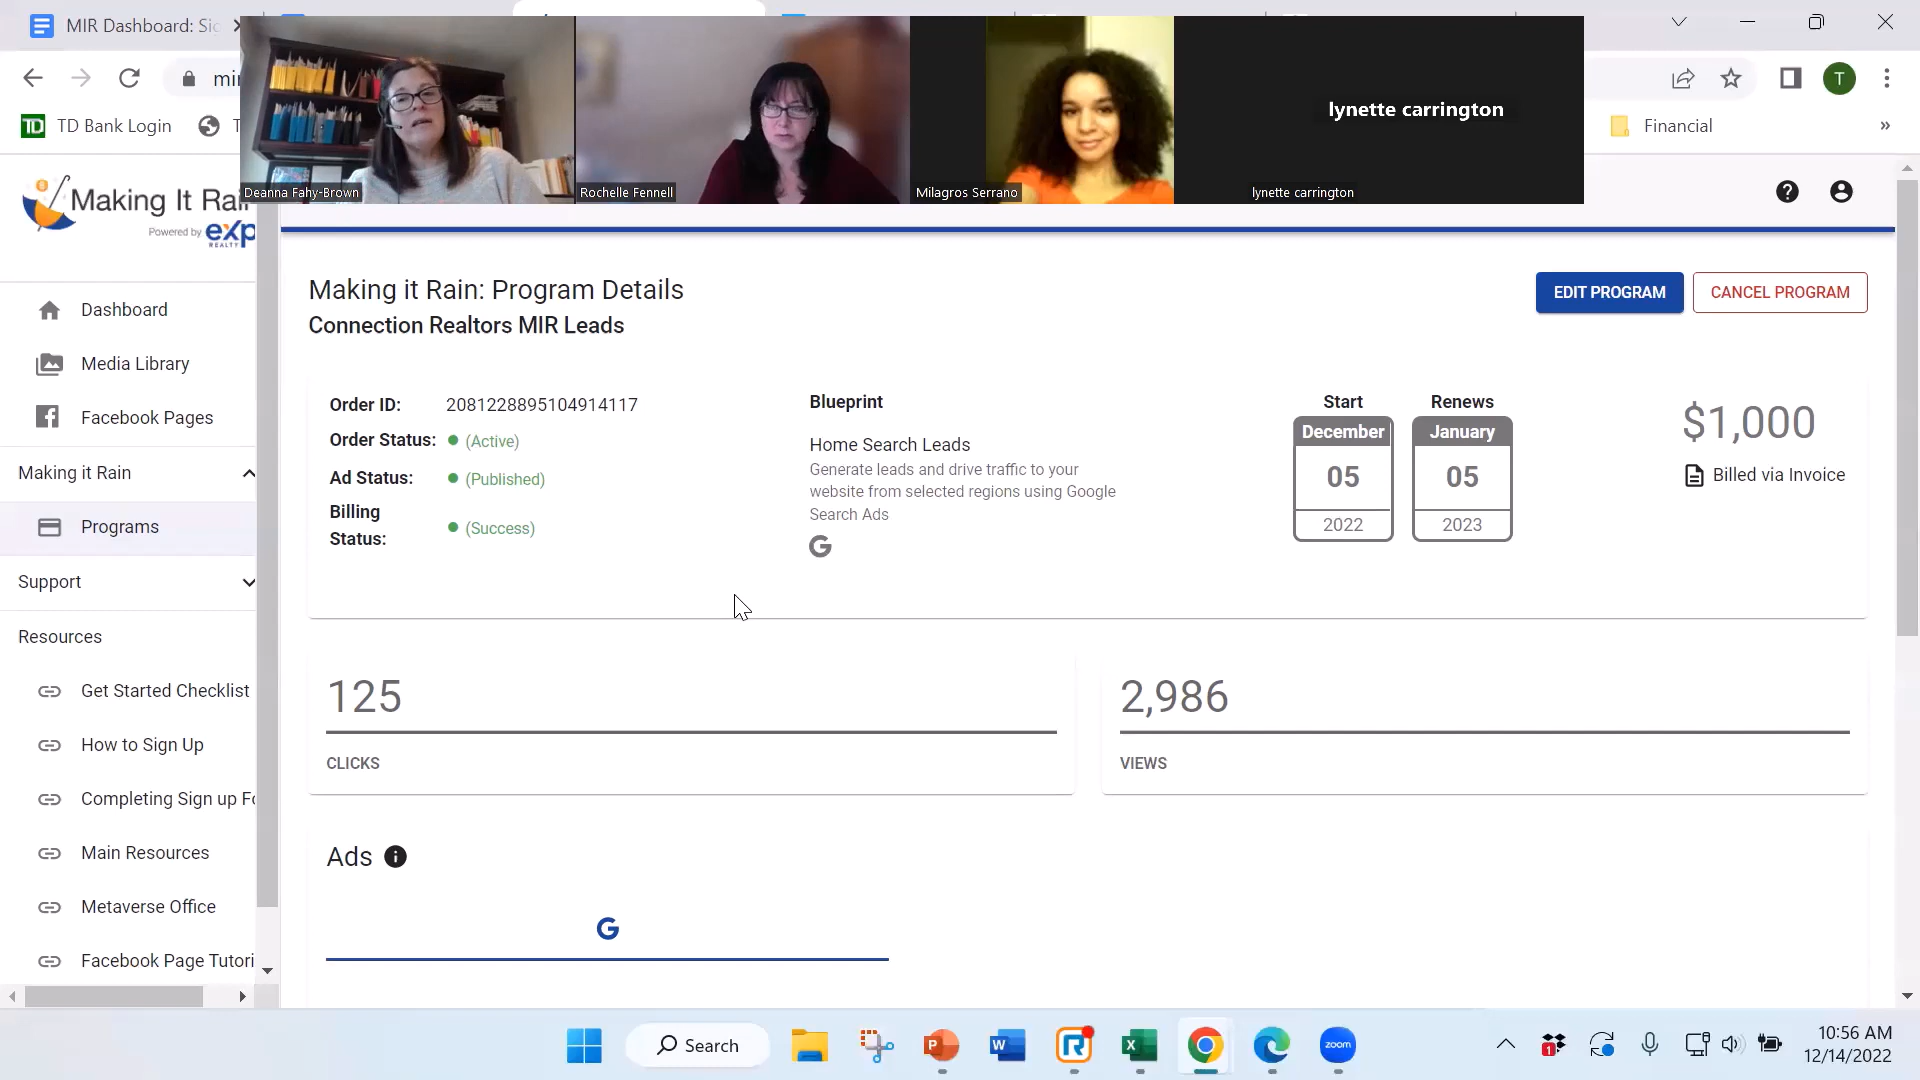 MIR Dashboard: Sig
min
TD Bank Login
T
Financial
»
T
Deanna Fahy-Brown
Rochelle Fennell
Milagros Serrano
lynette carrington
lynette carrington
Making It Rai
Powered by exp
REALTY
Dashboard
Media Library
Facebook Pages
Making it Rain
Programs
Support
Resources
Get Started Checklist
How to Sign Up
Completing Sign up Fo
Main Resources
Metaverse Office
Facebook Page Tutori
Making it Rain: Program Details
Connection Realtors MIR Leads
EDIT PROGRAM
CANCEL PROGRAM
Order ID: 2081228895104914117
Order Status: (Active)
Ad Status: (Published)
Billing
Status: (Success)
Blueprint
Home Search Leads
Generate leads and drive traffic to your
website from selected regions using Google
Search Ads
G
Start
December
05
2022
Renews
January
05
2023
$1,000
Billed via Invoice
125
CLICKS
2,986
VIEWS
Ads
G
Search
zoom
10:56 AM
12/14/2022